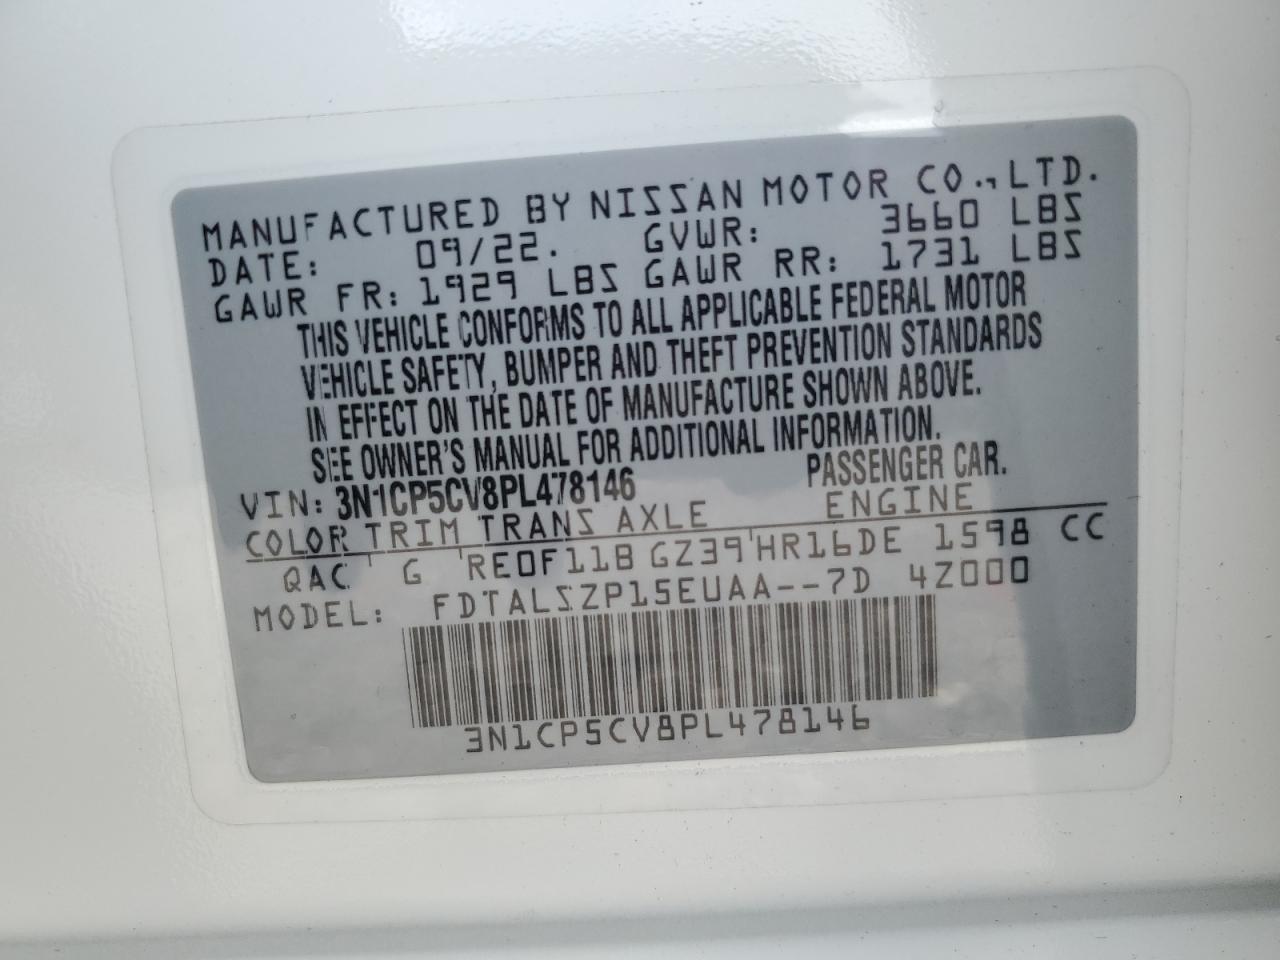 MANUFACTURED BY NISSAN MOTOR CO., LTD.
DATE: 09/22. GVWR: 3660 LBS
GAWR FR: 1929 LBS GAWR RR: 1731 LBS
THIS VEHICLE CONFORMS TO ALL APPLICABLE FEDERAL MOTOR
VEHICLE SAFETY, BUMPER AND THEFT PREVENTION STANDARDS
IN EFFECT ON THE DATE OF MANUFACTURE SHOWN ABOVE.
SEE OWNER'S MANUAL FOR ADDITIONAL INFORMATION.
VIN: 3N1CP5CV8PL478146 PASSENGER CAR.
COLOR TRIM TRANS AXLE ENGINE
QAC G RE0F11B GZ39 HR16DE 1598 CC
MODEL: FDTALSZP15EUAA--7D 4Z000
3N1CP5CV8PL478146